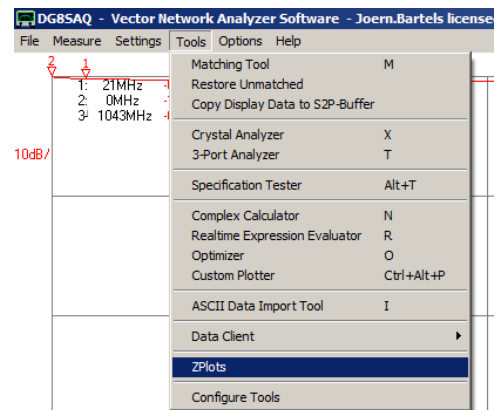 DG8SAQ - Vector Network Analyzer Software - Joern.Bartels license
File Measure Settings Tools Options Help
2 1
1: 21MHz
2: 0MHz
3: 1043MHz
10dB/
Matching Tool M
Restore Unmatched
Copy Display Data to S2P-Buffer
Crystal Analyzer X
3-Port Analyzer T
Specification Tester Alt+T
Complex Calculator N
Realtime Expression Evaluator R
Optimizer O
Custom Plotter Ctrl+Alt+P
ASCII Data Import Tool I
Data Client
ZPlots
Configure Tools